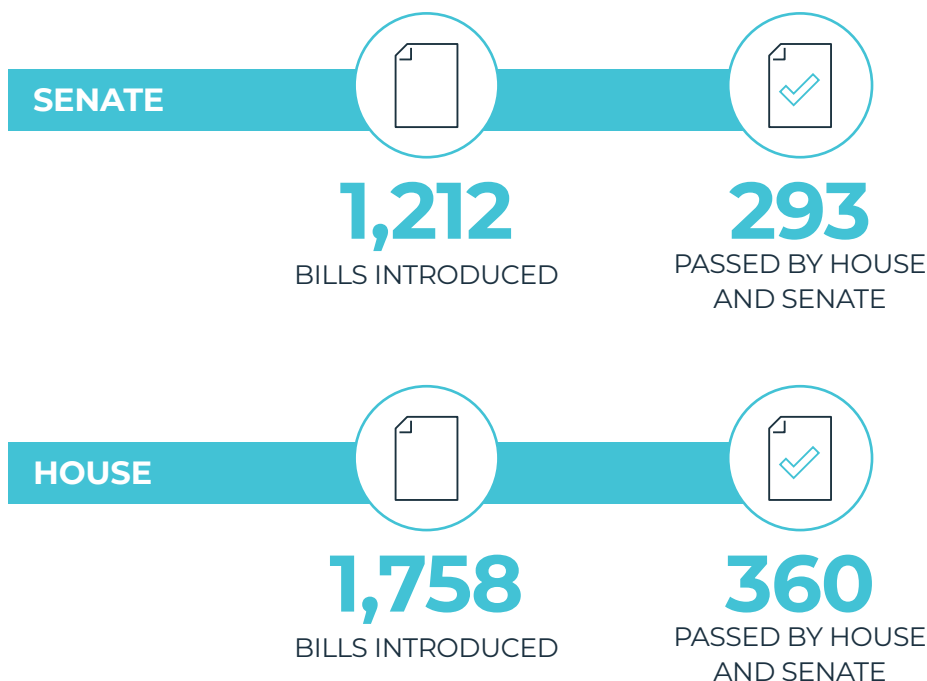 SENATE
1,212
BILLS INTRODUCED
293
PASSED BY HOUSE
AND SENATE
HOUSE
1,758
BILLS INTRODUCED
360
PASSED BY HOUSE
AND SENATE